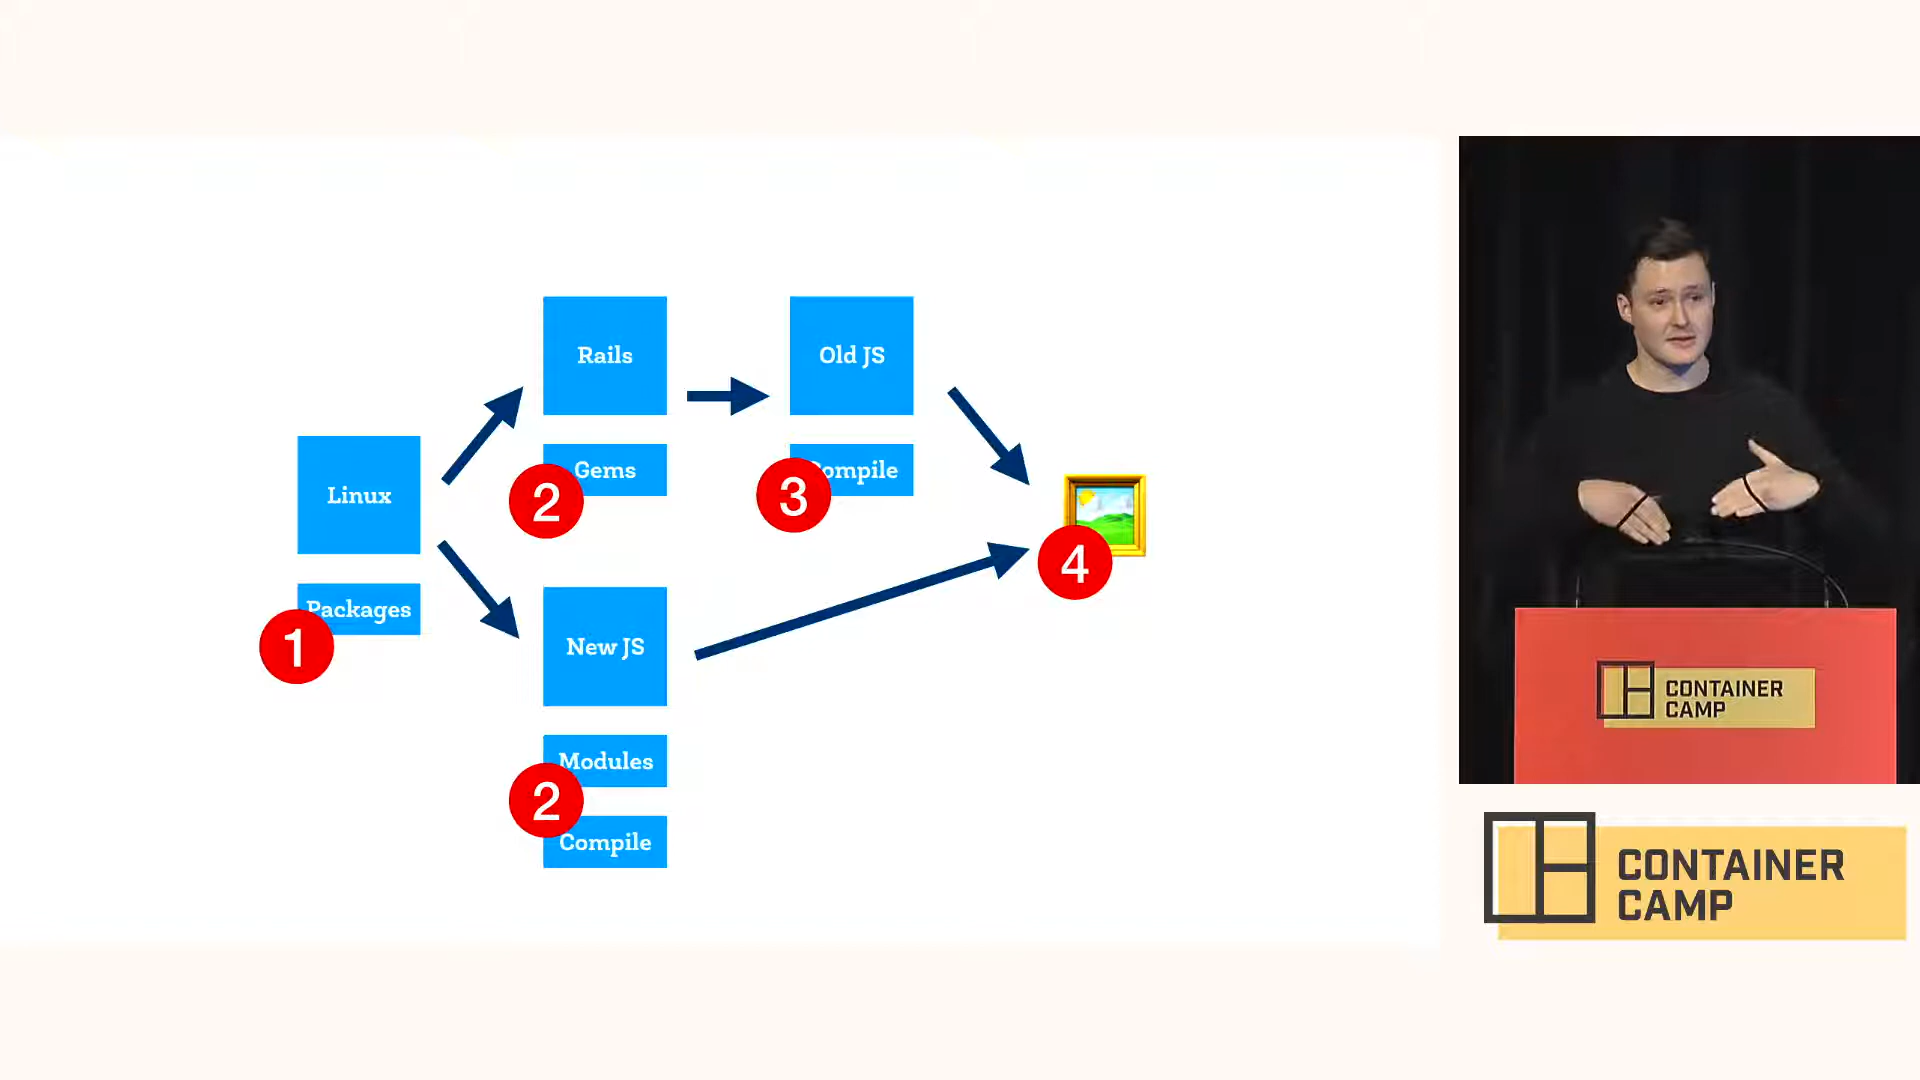 Rails
Old JS
Gems
2
Compile
3
Linux
Packages
1
4
New JS
Modules
2
Compile
CONTAINER
CAMP
CONTAINER
CAMP